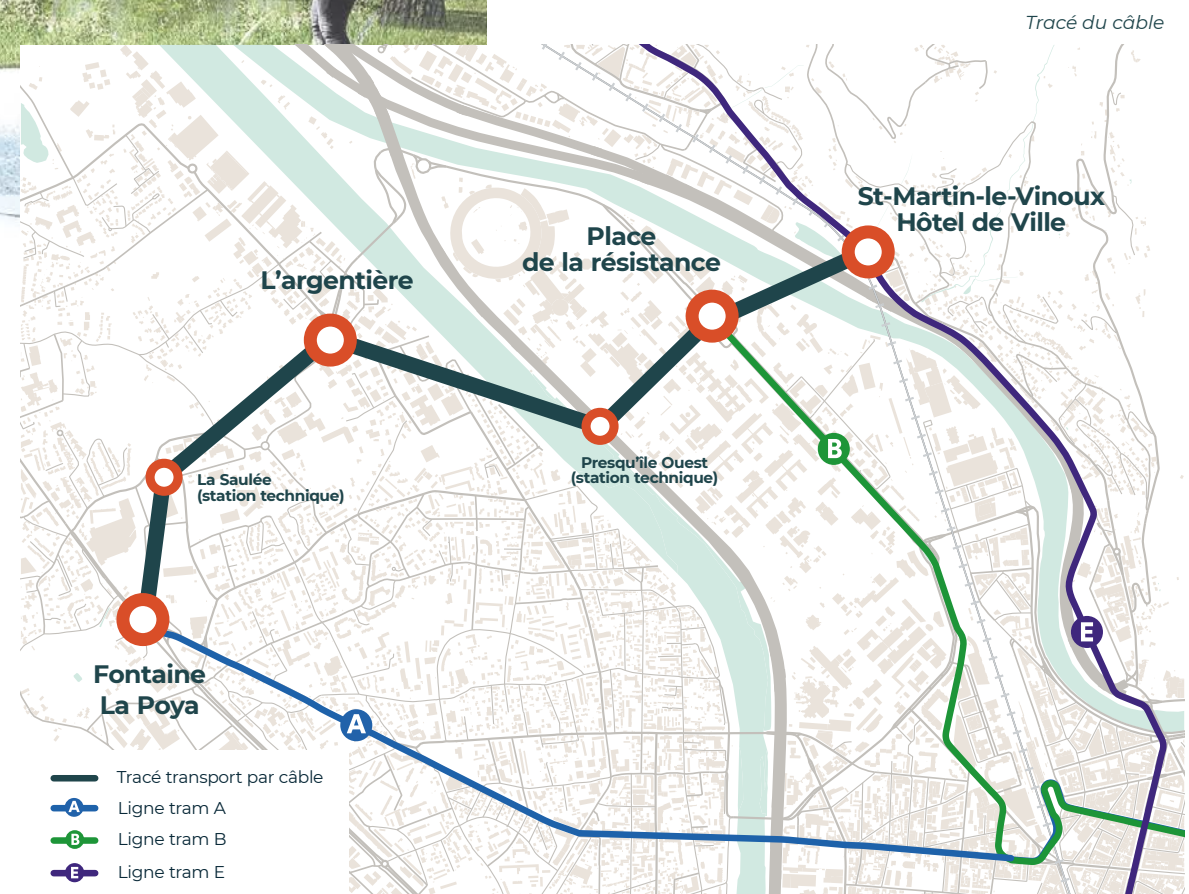 Tracé du câble
St-Martin-le-Vinoux
Hôtel de Ville
Place
de la résistance
L'argentière
B
Presqu'île Ouest
(station technique)
La Saulée
(station technique)
E
Fontaine
La Poya
A
Tracé transport par câble
A Ligne tram A
B Ligne tram B
E Ligne tram E